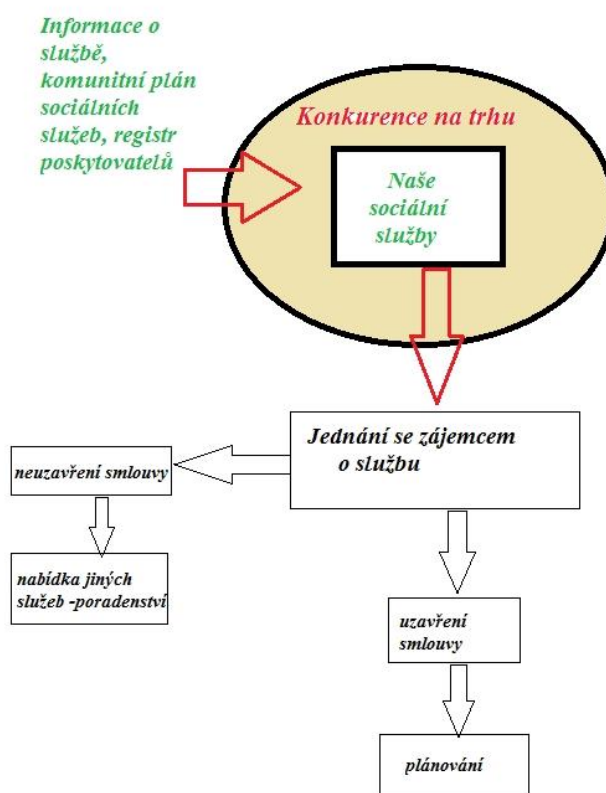 Informace o
službě,
komunitní plán
sociálních
služeb, registr
poskytovatelů
Konkurence na trhu
Naše
sociální
služby
Jednání se zájemcem
o službu
neuzavření smlouvy
nabídka jiných
služeb -poradenství
uzavření
smlouvy
plánování